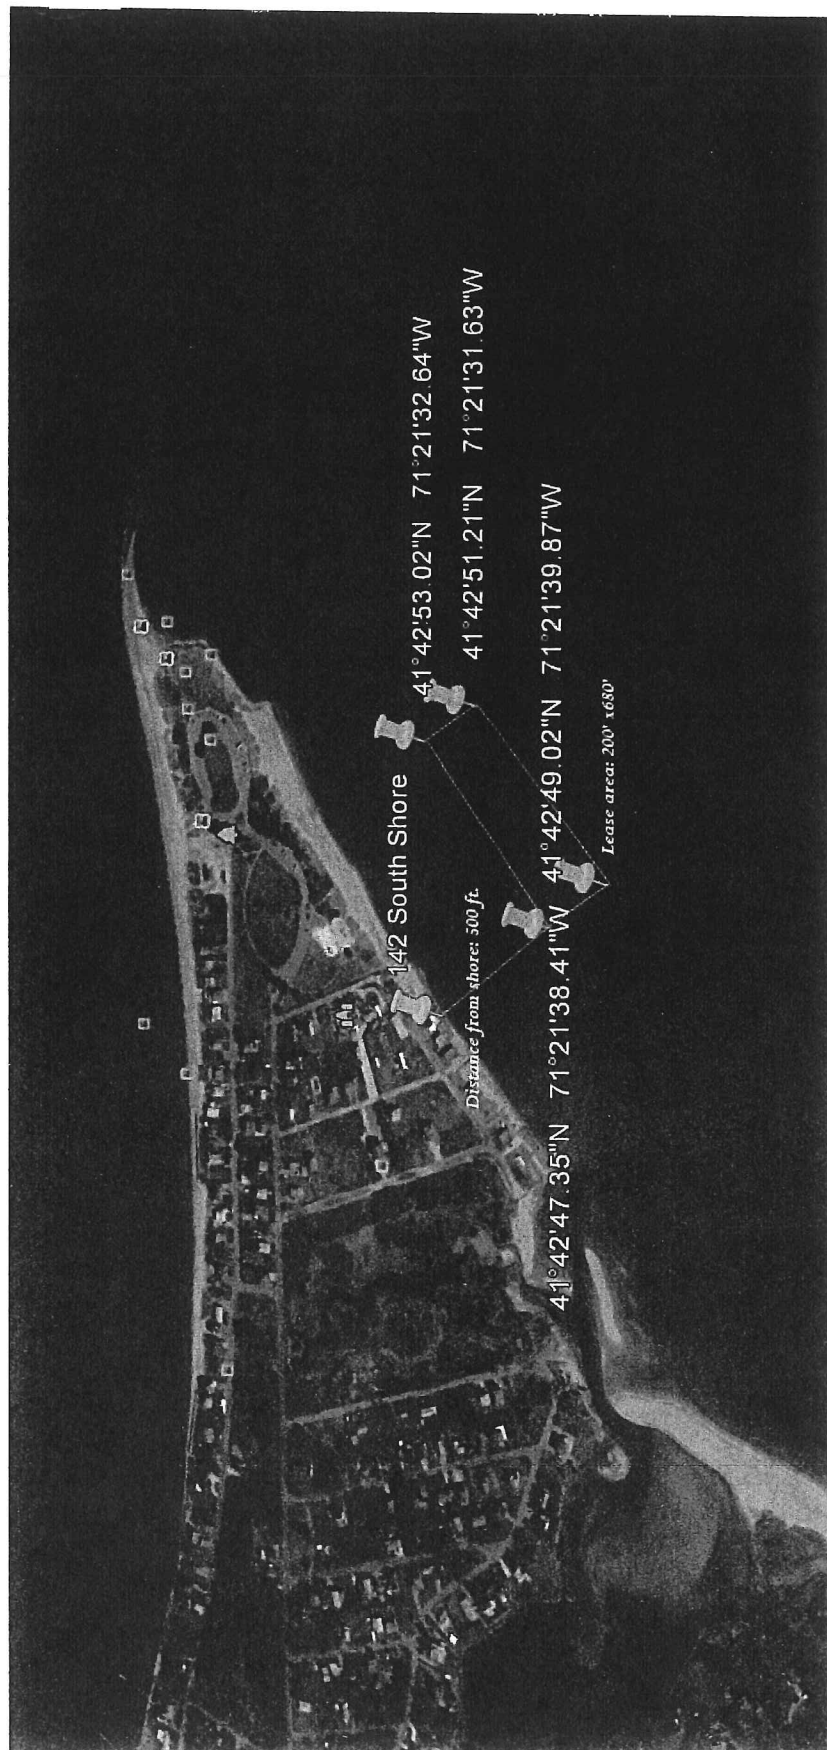 41°42'53.02"N 71°21'32.64"W
41°42'51.21"N 71°21'31.63"W
142 South Shore
Distance from shore: 500 ft.
41°42'47.35"N 71°21'38.41"W
41°42'49.02"N 71°21'39.87"W
Lease area: 200' x680'